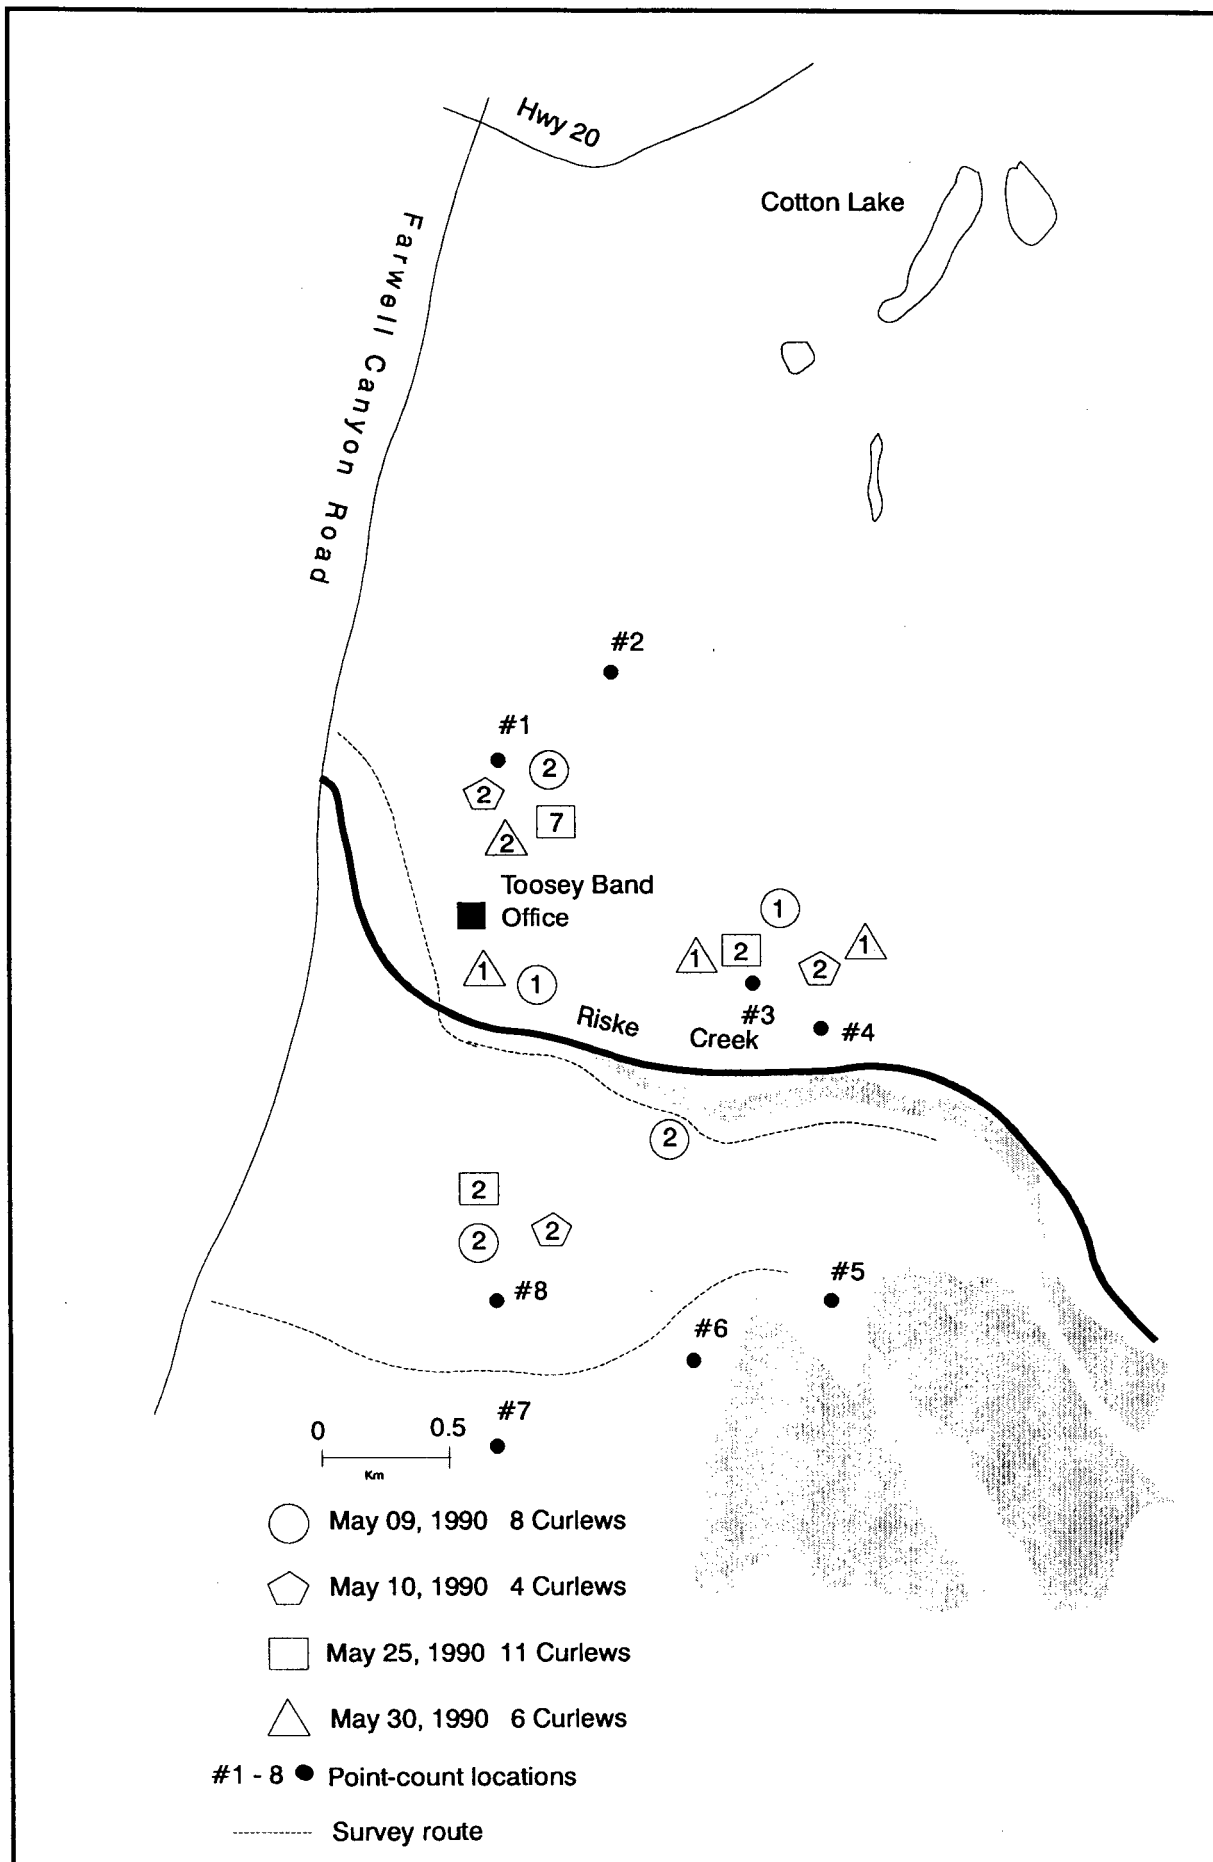 Hwy 20
Cotton Lake
Farwell Canyon Road
#2
#1
2
2
7
2
Toosey Band
Office
1
1
2
1
1
2
1
#3
#4
Riske
Creek
2
2
2
2
#8
#5
#6
#7
0 0.5
Km
May 09, 1990 8 Curlews
May 10, 1990 4 Curlews
May 25, 1990 11 Curlews
May 30, 1990 6 Curlews
#1 - 8 Point-count locations
Survey route